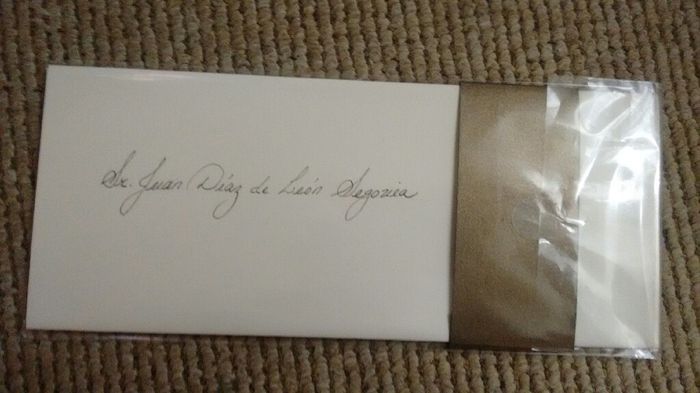 Sr. Juan Díaz de León Segovia